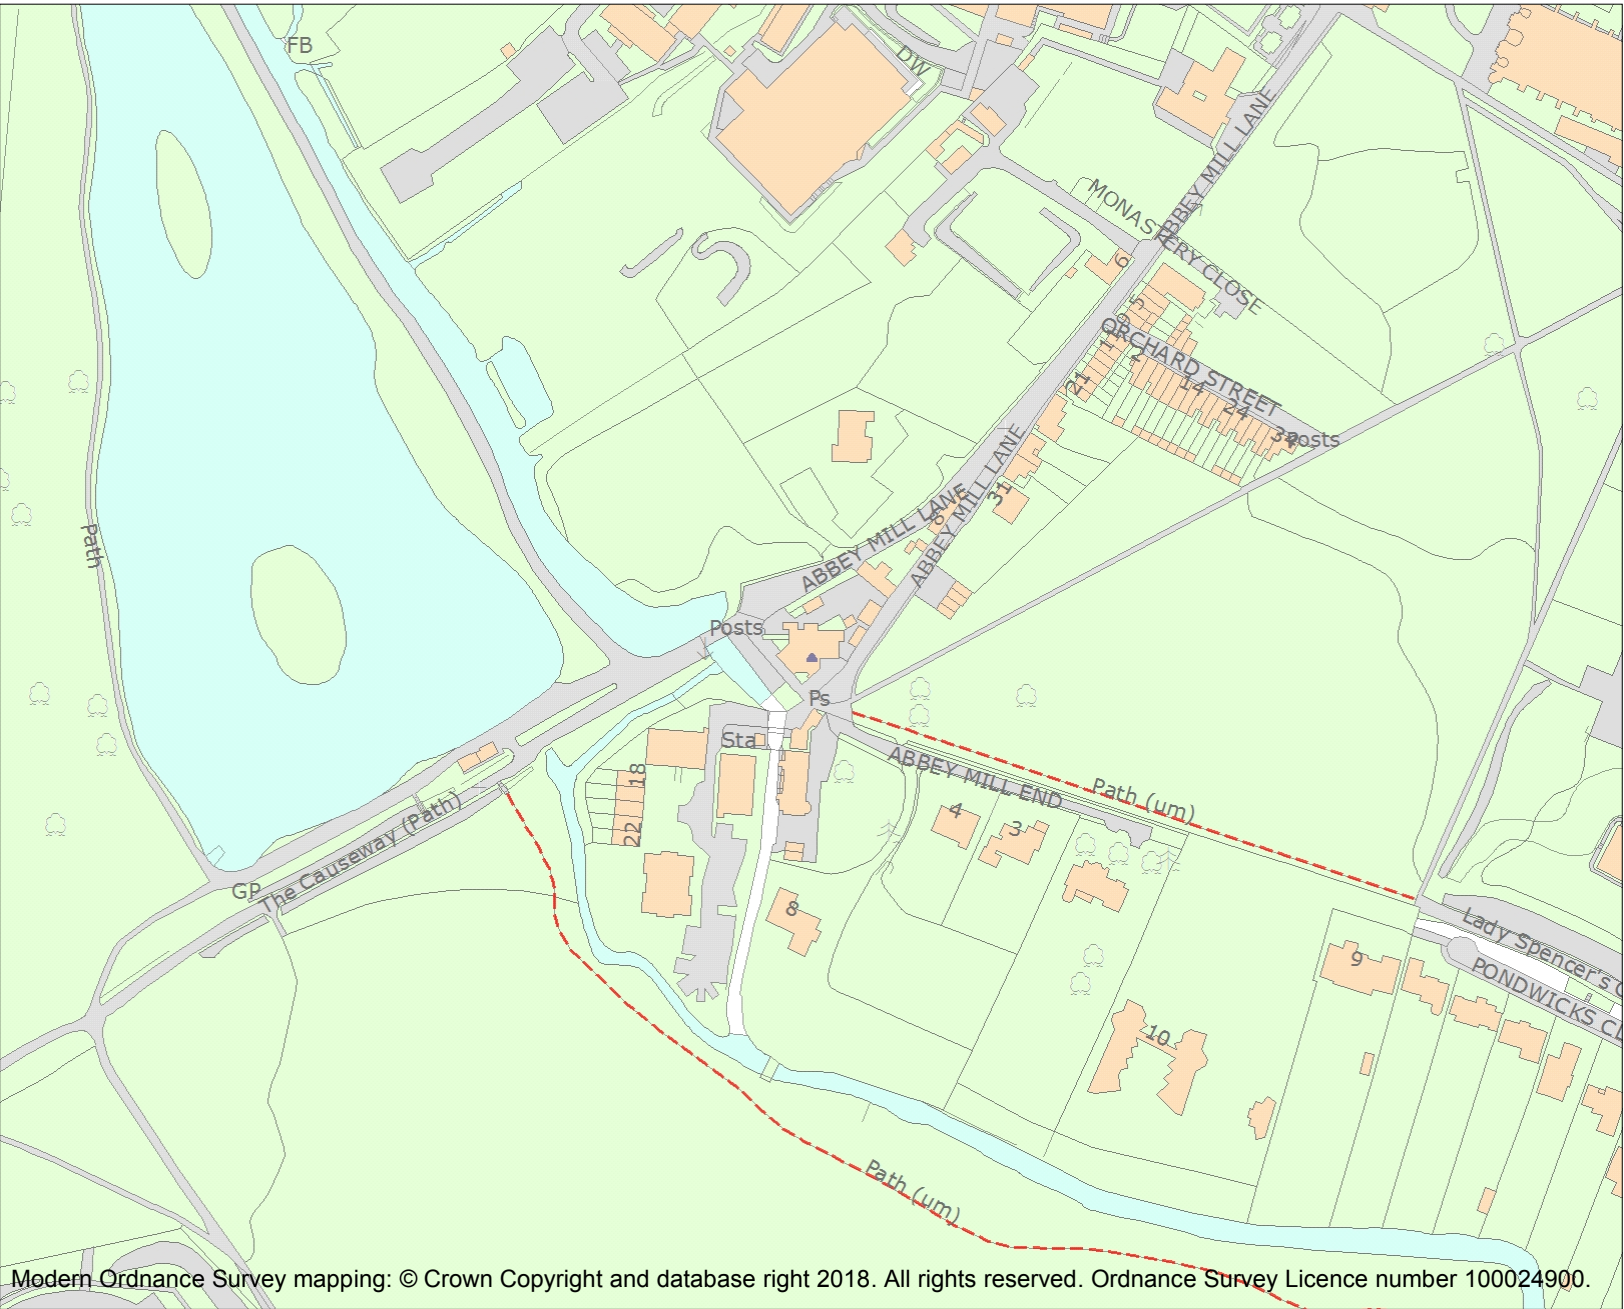 FB
DW
ABBEY MILL LANE
MONASTERY CLOSE
6
5
ORCHARD STREET
2
14
24
21
Posts
ABBEY MILL LANE
31
ABBEY MILL LANE
Path
Posts
Ps
Sta
ABBEY MILL END
Path (um)
18
22
4
3
The Causeway (Path)
GP
8
9
Lady Spencer's
PONDWICKS CL
10
Path (um)
Modern Ordnance Survey mapping: © Crown Copyright and database right 2018. All rights reserved. Ordnance Survey Licence number 100024900.